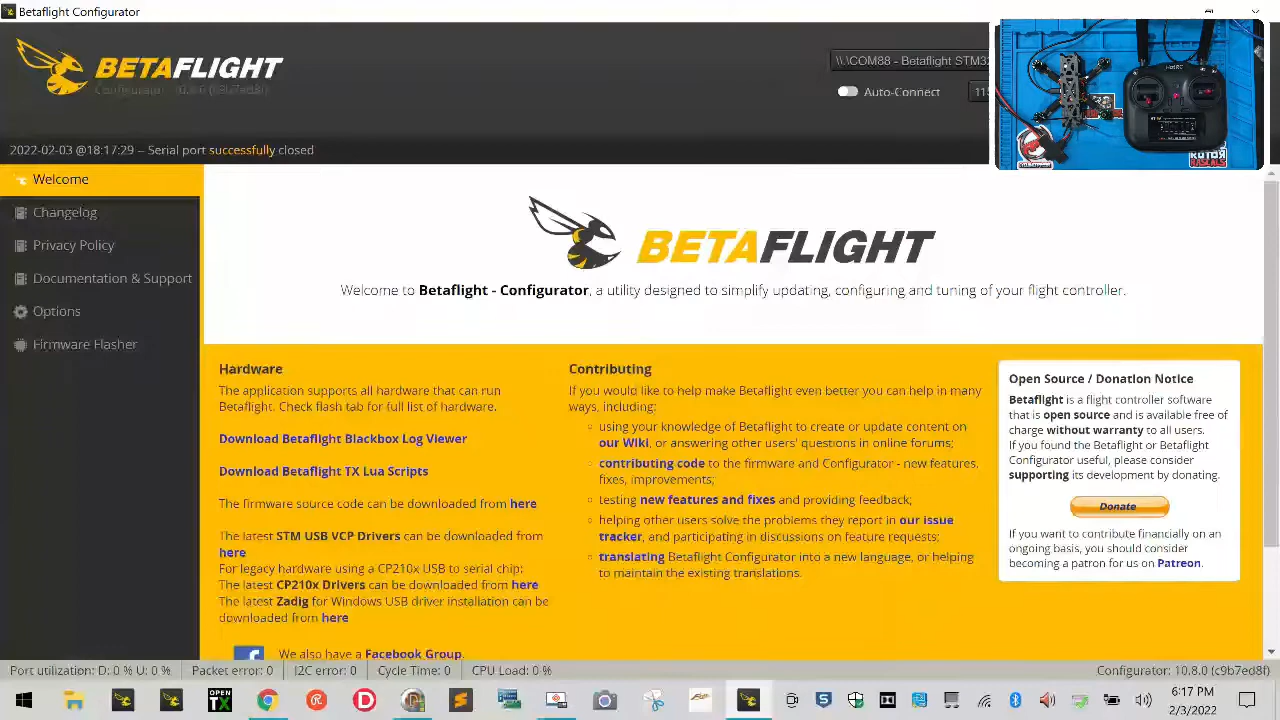 Betaflight Configurator
BETAFLIGHT
Configurator 10.8.0 (c9b7ed8f)
\\.\COM88 - Betaflight STM32
Auto-Connect
115
HotRC
ROTOR
2022-02-03 @18:17:29 -- Serial port successfully closed
Welcome
Changelog
Privacy Policy
Documentation & Support
Options
Firmware Flasher
BETAFLIGHT
Welcome to Betaflight - Configurator, a utility designed to simplify updating, configuring and tuning of your flight controller.
Hardware
The application supports all hardware that can run
Betaflight. Check flash tab for full list of hardware.
Download Betaflight Blackbox Log Viewer
Download Betaflight TX Lua Scripts
The firmware source code can be downloaded from here
The latest STM USB VCP Drivers can be downloaded from
here
For legacy hardware using a CP210x USB to serial chip:
The latest CP210x Drivers can be downloaded from here
The latest Zadig for Windows USB driver installation can be
downloaded from here
We also have a Facebook Group.
Contributing
If you would like to help make Betaflight even better you can help in many
ways, including:
using your knowledge of Betaflight to create or update content on
our Wiki, or answering other users' questions in online forums;
contributing code to the firmware and Configurator - new features,
fixes, improvements;
testing new features and fixes and providing feedback;
helping other users solve the problems they report in our issue
tracker, and participating in discussions on feature requests;
translating Betaflight Configurator into a new language, or helping
to maintain the existing translations.
Open Source / Donation Notice
Betaflight is a flight controller software
that is open source and is available free of
charge without warranty to all users.
If you found the Betaflight or Betaflight
Configurator useful, please consider
supporting its development by donating.
Donate
If you want to contribute financially on an
ongoing basis, you should consider
becoming a patron for us on Patreon.
Port utilization: D: 0 % U: 0 %
Packet error: 0
I2C error: 0
Cycle Time: 0
CPU Load: 0 %
Configurator: 10.8.0 (c9b7ed8f)
OPEN
TX
6:17 PM
2/3/2022